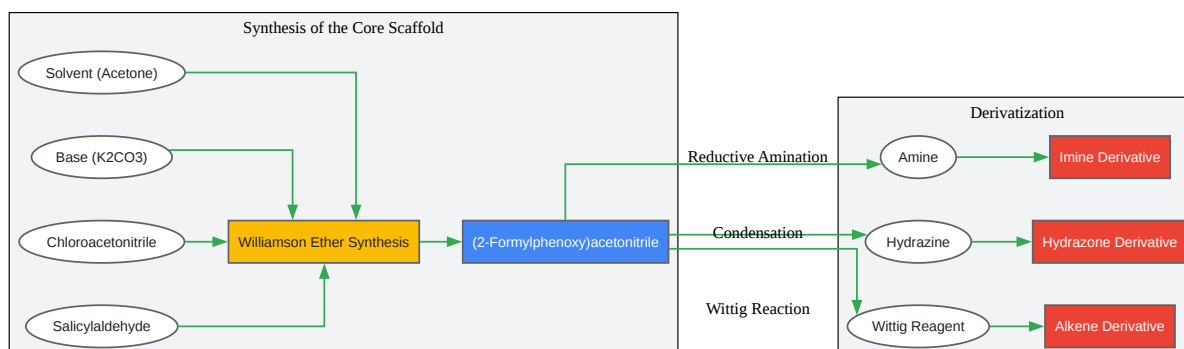 Synthesis of the Core Scaffold
Solvent (Acetone)
Base (K2CO3)
Chloroacetonitrile
Salicylaldehyde
Williamson Ether Synthesis
(2-Formylphenoxy)acetonitrile
Reductive Amination
Condensation
Wittig Reaction
Derivatization
Amine
Imine Derivative
Hydrazine
Hydrazone Derivative
Wittig Reagent
Alkene Derivative